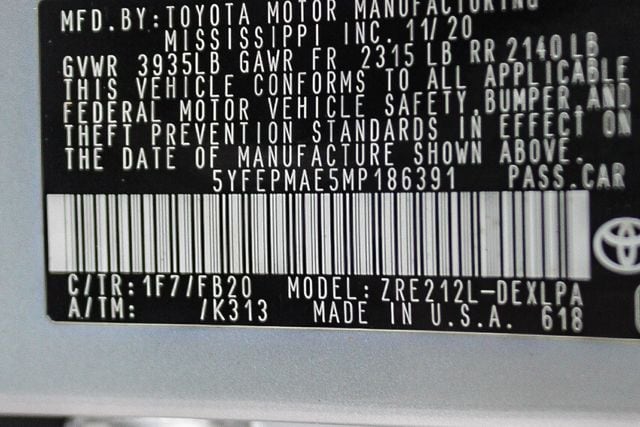 MFD. BY: TOYOTA MOTOR MANUFACTURING
MISSISSIPPI INC. 11/20
GVWR 3935LB GAWR FR 2315 LB RR 2140LB
THIS VEHICLE CONFORMS TO ALL APPLICABLE
FEDERAL MOTOR VEHICLE SAFETY, BUMPER, AND
THEFT PREVENTION STANDARDS IN EFFECT ON
THE DATE OF MANUFACTURE SHOWN ABOVE.
5YFEPMAE5MP186391 PASS.CAR
C/TR: 1F7/FB20 MODEL: ZRE212L-DEXLPA
A/TM: /K313 MADE IN U.S.A. 618